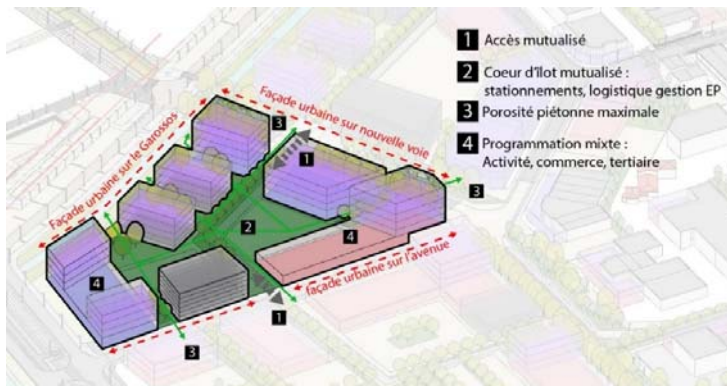 1 Accès mutualisé
2 Coeur d'îlot mutualisé :
stationnements, logistique gestion EP
3 Porosité piétonne maximale
4 Programmation mixte :
Activité, commerce, tertiaire
Façade urbaine sur le Garossos
Façade urbaine sur nouvelle voie
façade urbaine sur l'avenue
3
1
3
2
4
4
1
3